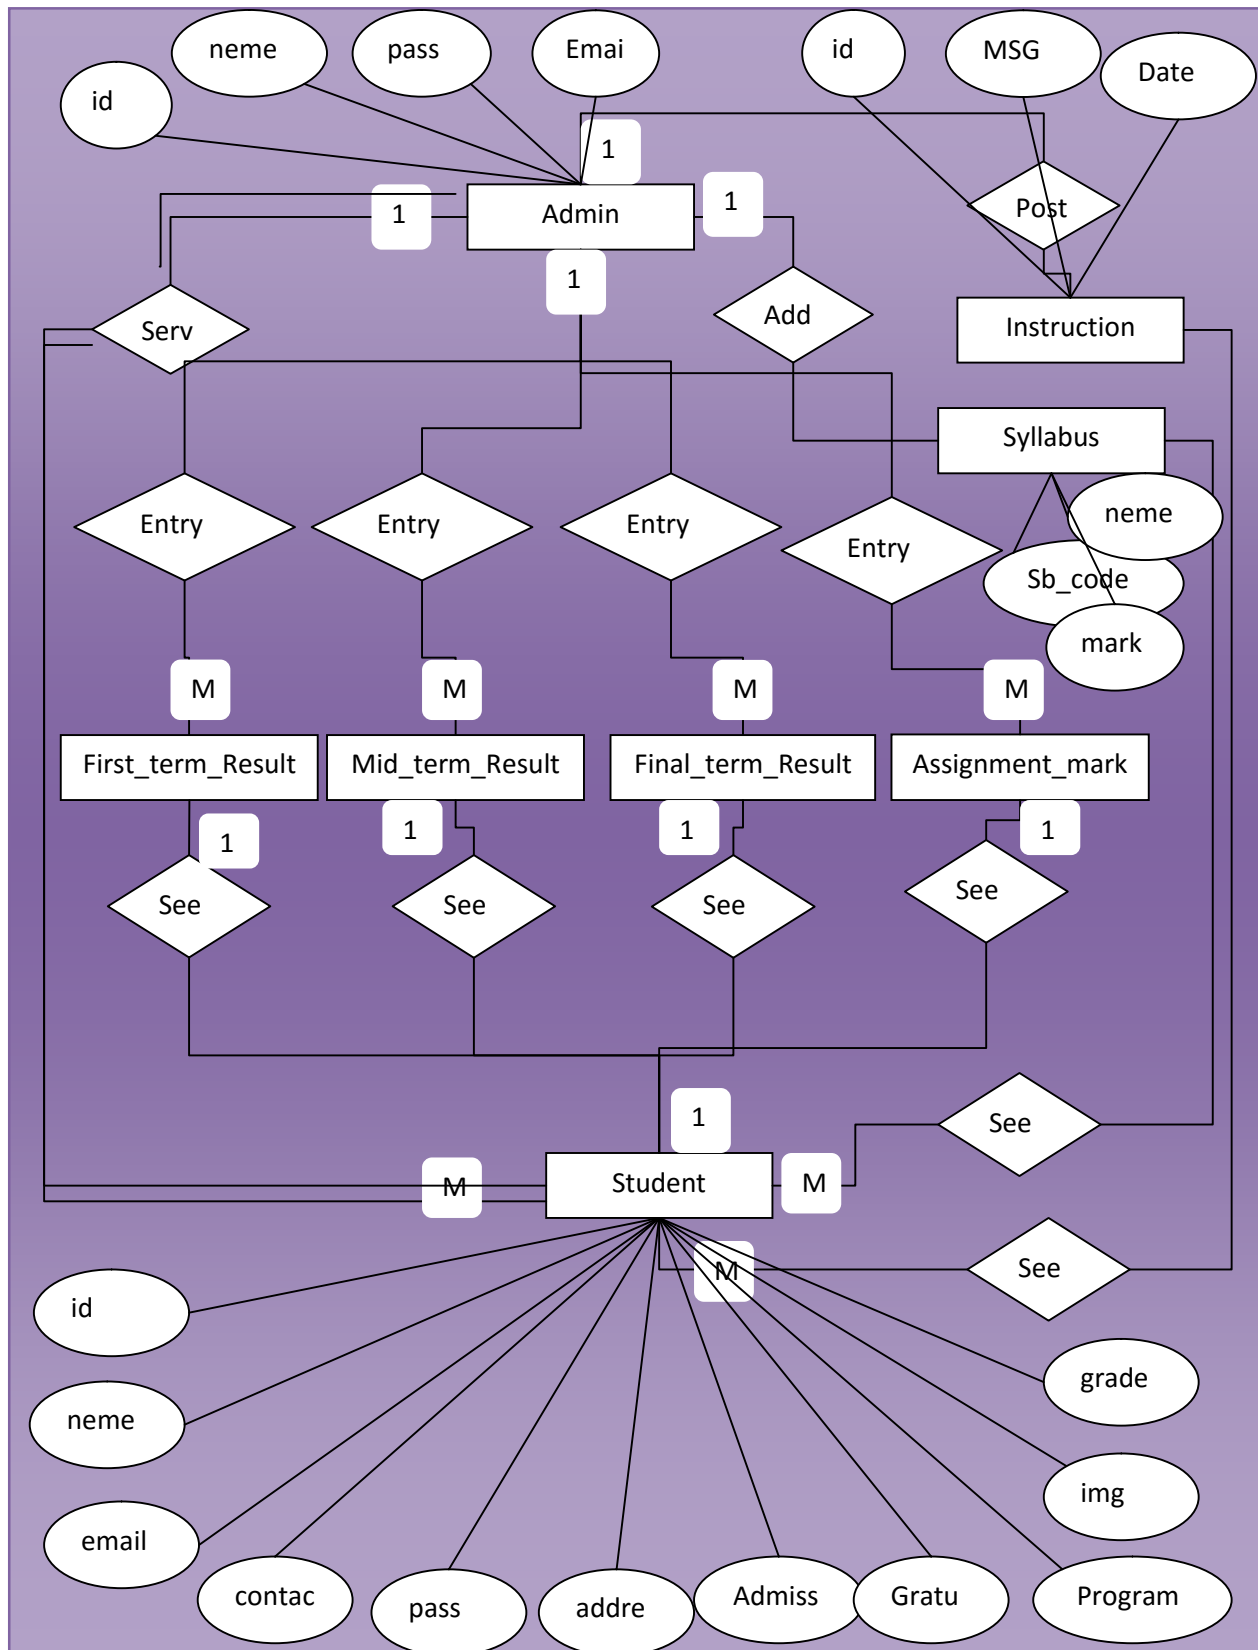 neme
pass
Emai
id
MSG
Date
id
1
1
Admin
1
Post
1
Serv
Add
Instruction
Syllabus
Entry
Entry
Entry
Entry
neme
Sb_code
mark
M
M
M
M
First_term_Result
Mid_term_Result
Final_term_Result
Assignment_mark
1
1
1
1
See
See
See
See
1
See
M
Student
M
M
See
id
grade
neme
img
email
contac
pass
addre
Admiss
Gratu
Program